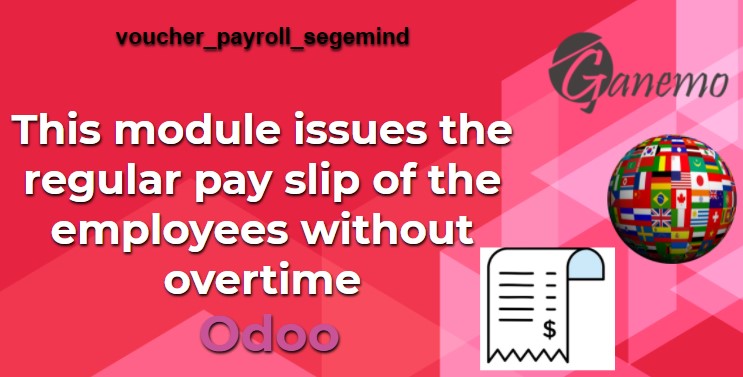 voucher_payroll_segemind
Ganemo
This module issues the
regular pay slip of the
employees without
overtime
Odoo
$